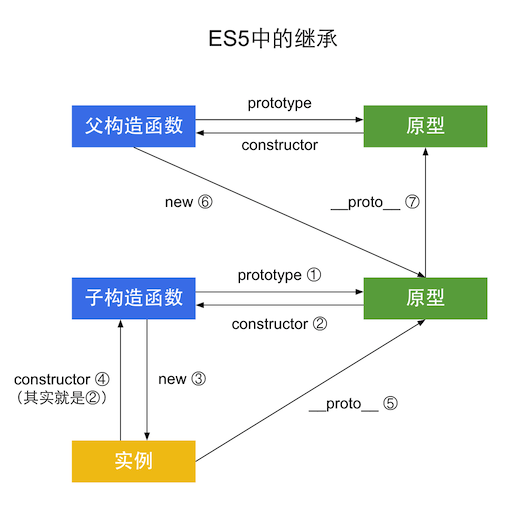 ES5中的继承
prototype
父构造函数
原型
constructor
new ⑥
__proto__ ⑦
prototype ①
子构造函数
原型
constructor ②
constructor ④
（其实就是②）
new ③
__proto__ ⑤
实例